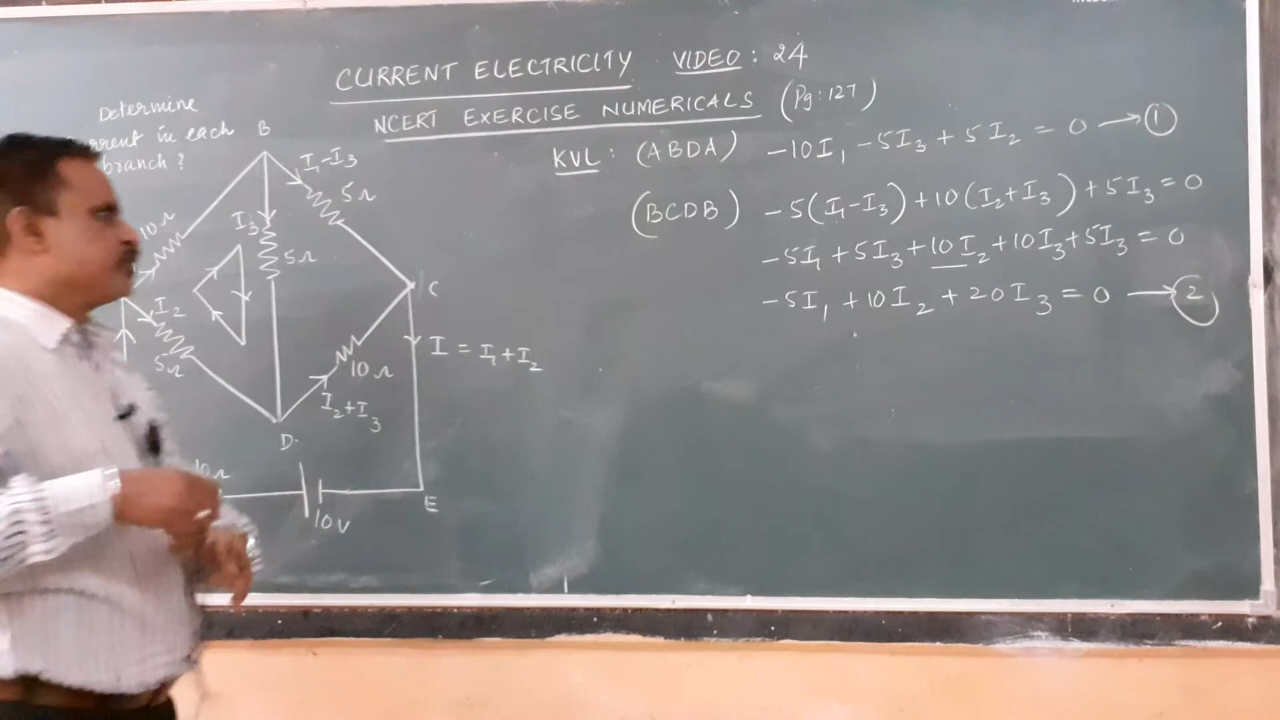 CURRENT ELECTRICITY VIDEO : 24
NCERT EXERCISE NUMERICALS (Pg:127)
Determine
in each
branch?
KVL : (ABDA) -10I₁ -5I₃ + 5I₂ = 0 → ①
(BCDB) -5(I₁-I₃) + 10(I₂+I₃) + 5I₃ = 0
-5I₁ + 5I₃ + 10I₂ + 10I₃ + 5I₃ = 0
-5I₁ + 10I₂ + 20I₃ = 0 → ②
B
I₁-I₃
5Ω
10Ω
I₃
5Ω
C
I₂
5Ω
I = I₁+I₂
10Ω
I₂+I₃
D
10V
E